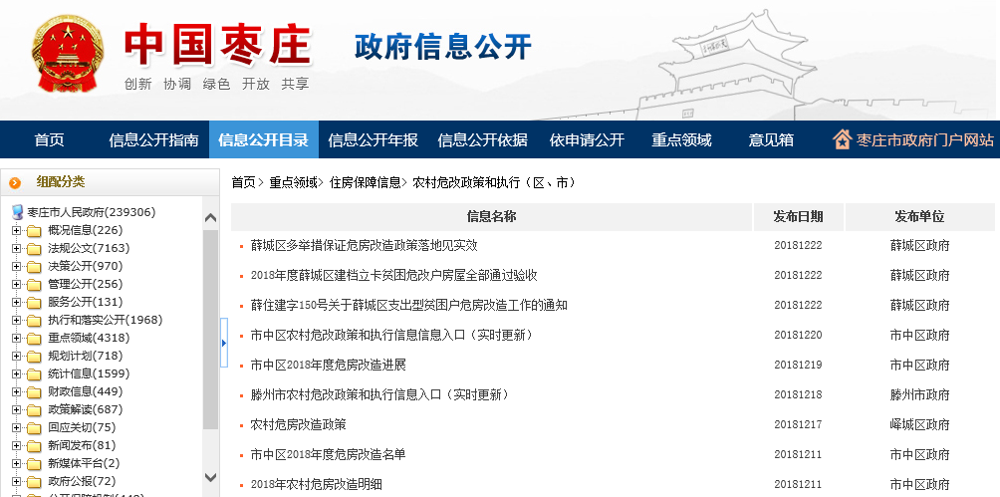 中国枣庄
创新 协调 绿色 开放 共享
政府信息公开
首页 信息公开指南 信息公开目录 信息公开年报 信息公开依据 依申请公开 重点领域 意见箱 枣庄市政府门户网站
组配分类
枣庄市人民政府(239306)
概况信息(226)
法规公文(7163)
决策公开(970)
管理公开(256)
服务公开(131)
执行和落实公开(1968)
重点领域(4318)
规划计划(718)
统计信息(1599)
财政信息(449)
政策解读(687)
回应关切(75)
新闻发布(81)
新媒体平台(2)
政府公报(72)
首页> 重点领域> 住房保障信息> 农村危改政策和执行（区、市）
信息名称 发布日期 发布单位
薛城区多举措保证危房改造政策落地见实效 20181222 薛城区政府
2018年度薛城区建档立卡贫困危改户房屋全部通过验收 20181222 薛城区政府
薛住建字150号关于薛城区支出型贫困户危房改造工作的通知 20181222 薛城区政府
市中区农村危改政策和执行信息信息入口（实时更新） 20181220 市中区政府
市中区2018年度危房改造进展 20181219 市中区政府
滕州市农村危改政策和执行信息入口（实时更新） 20181218 滕州市政府
农村危房改造政策 20181217 峄城区政府
市中区2018年度危房改造名单 20181211 市中区政府
2018年农村危房改造明细 20181211 市中区政府